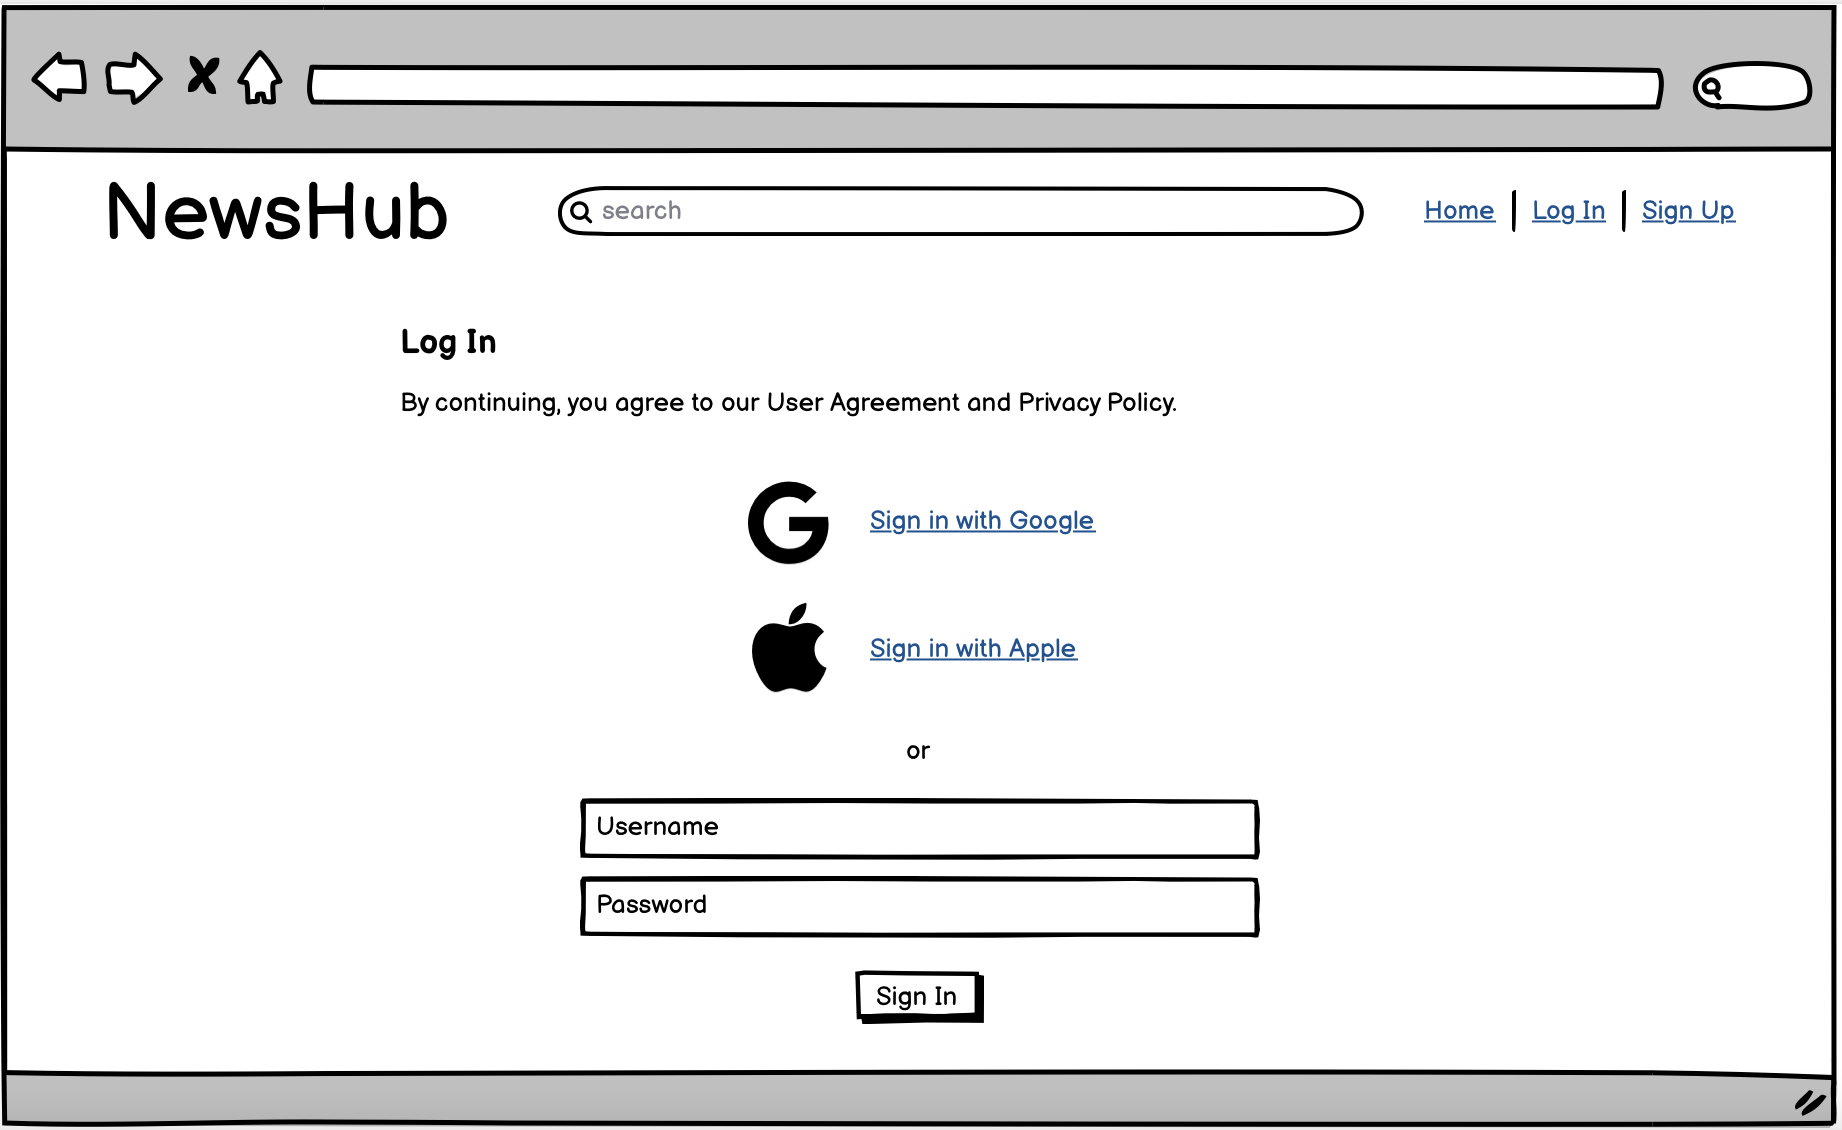 NewsHub
search
Home | Log In | Sign Up
Log In
By continuing, you agree to our User Agreement and Privacy Policy.
Sign in with Google
Sign in with Apple
or
Username
Password
Sign In